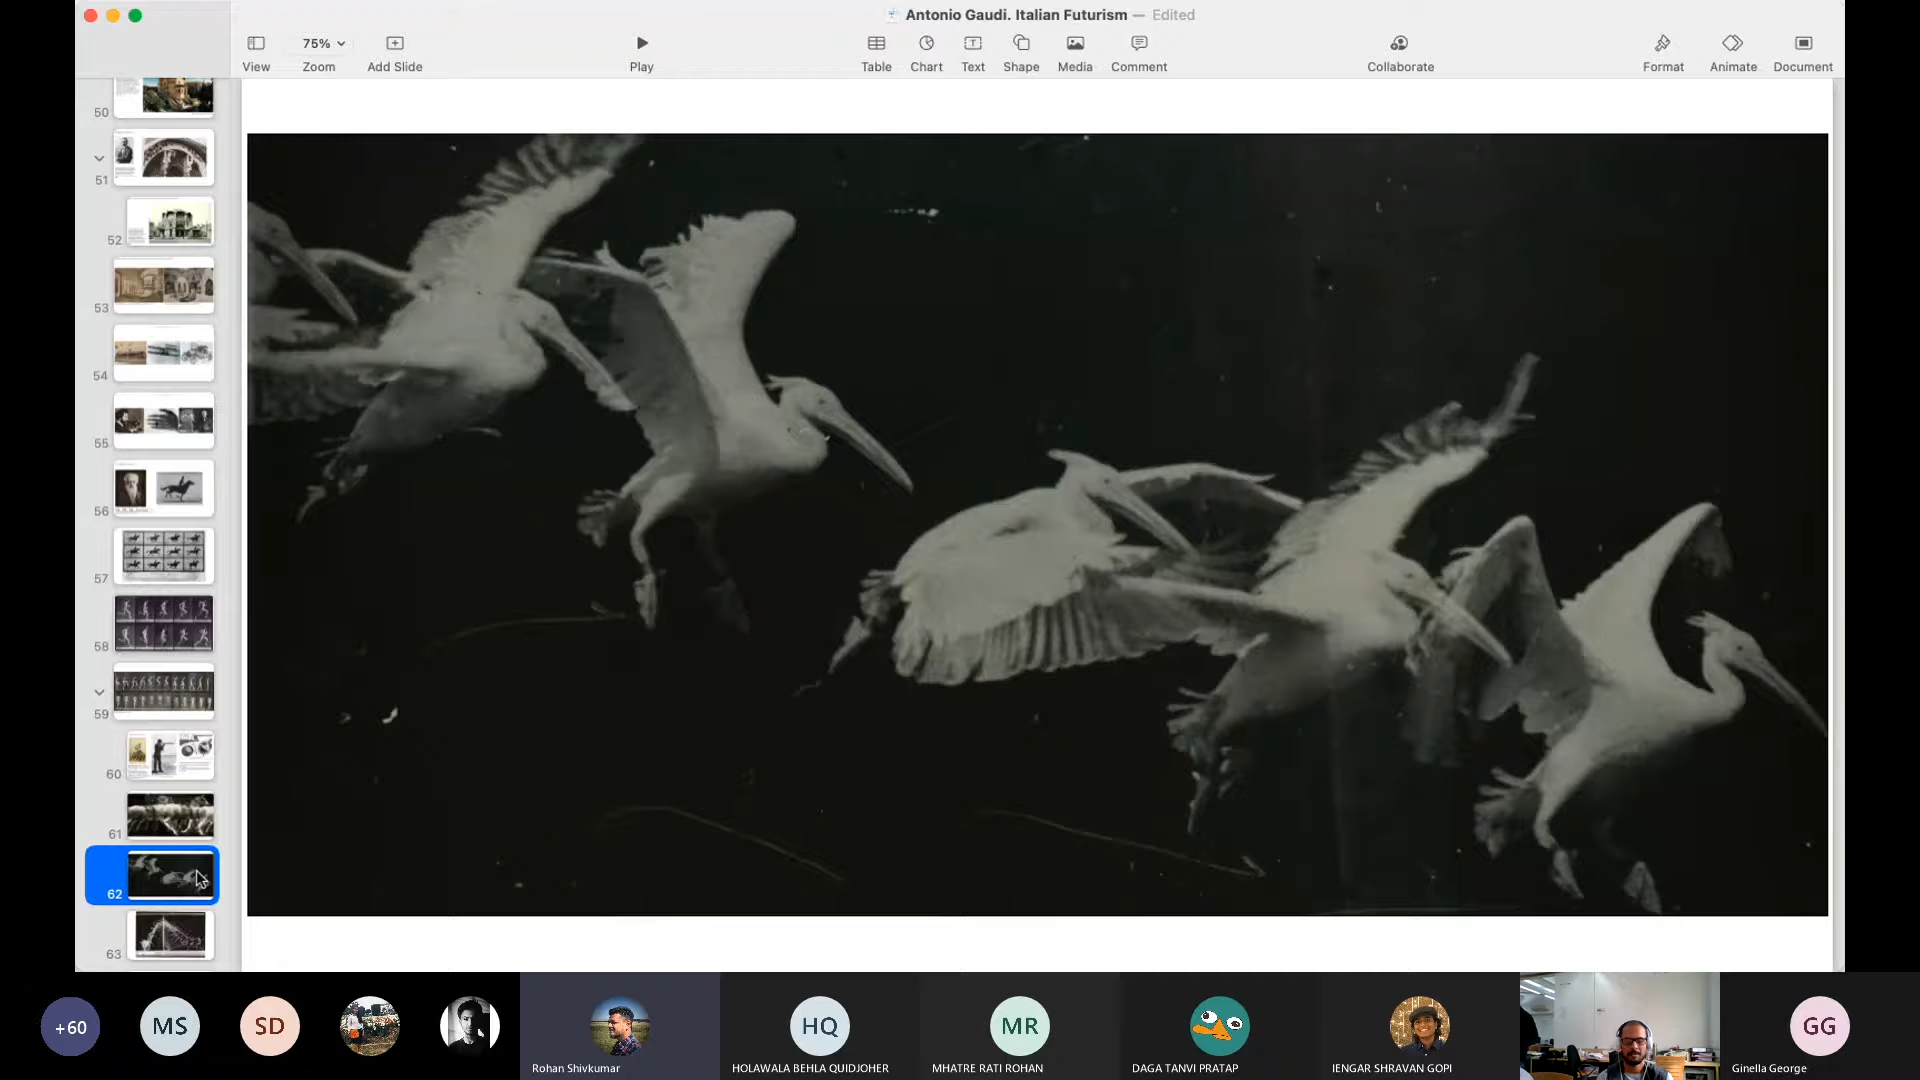 Antonio Gaudi. Italian Futurism — Edited
75%
View
Zoom
Add Slide
Play
Table
Chart
Text
Shape
Media
Comment
Collaborate
Format
Animate
Document
50
51
52
53
54
55
56
57
58
59
60
61
62
63
+60
MS
SD
HQ
MR
GG
Rohan Shivkumar
HOLAWALA BEHLA QUIDJOHER
MHATRE RATI ROHAN
DAGA TANVI PRATAP
IENGAR SHRAVAN GOPI
Ginella George